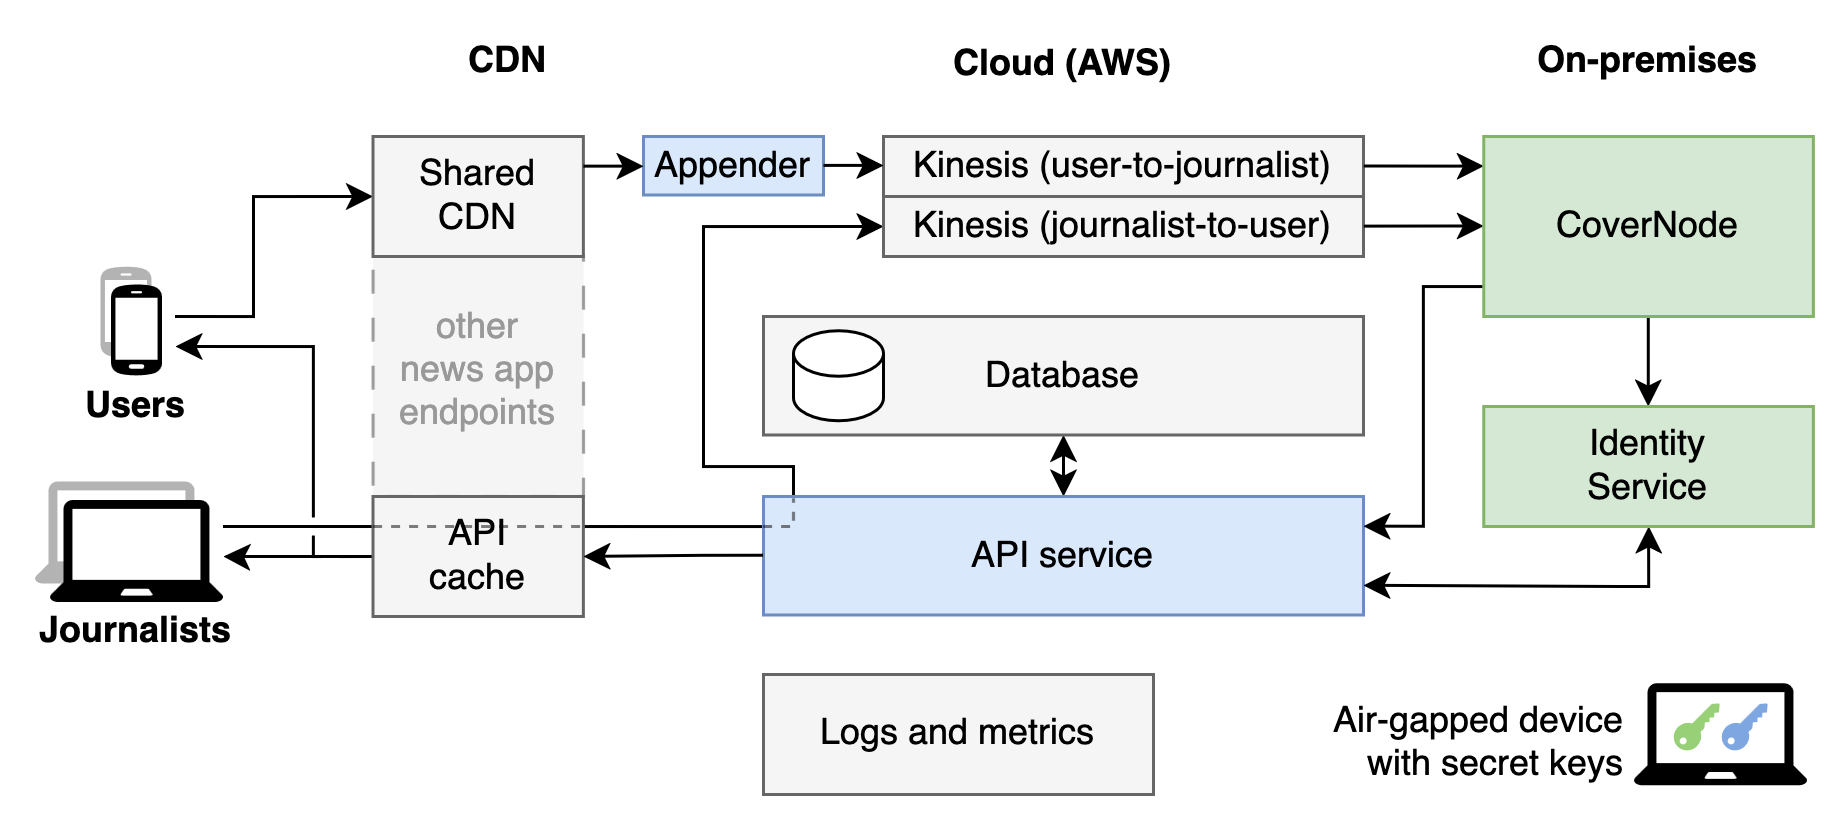 CDN
Cloud (AWS)
On-premises
Shared
CDN
Appender
Kinesis (user-to-journalist)
Kinesis (journalist-to-user)
CoverNode
other
news app
endpoints
Users
Database
Identity
Service
API
cache
API service
Journalists
Logs and metrics
Air-gapped device
with secret keys